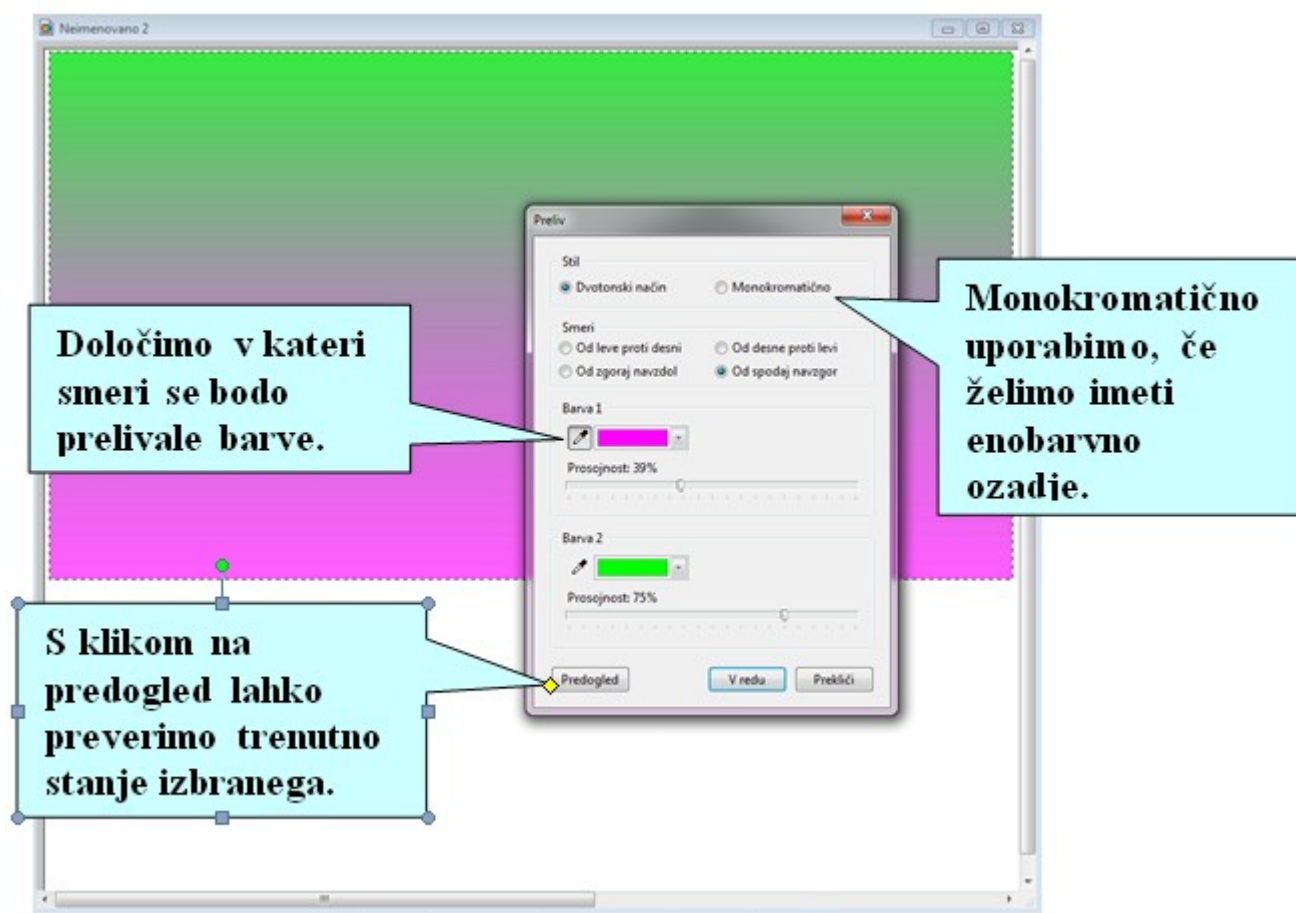 Neimenovano 2
Preliv
Stil
Dvotonski način
Monokromatično
Smeri
Od leve proti desni
Od desne proti levi
Od zgoraj navzdol
Od spodaj navzgor
Barva 1
Prosojnost: 39%
Barva 2
Prosojnost: 75%
Predogled
V redu
Prekliči
Določimo v kateri
smeri se bodo
prelivale barve.
Monokromatično
uporabimo, če
želimo imeti
enobarvno
ozadje.
S klikom na
predogled lahko
preverimo trenutno
stanje izbranega.